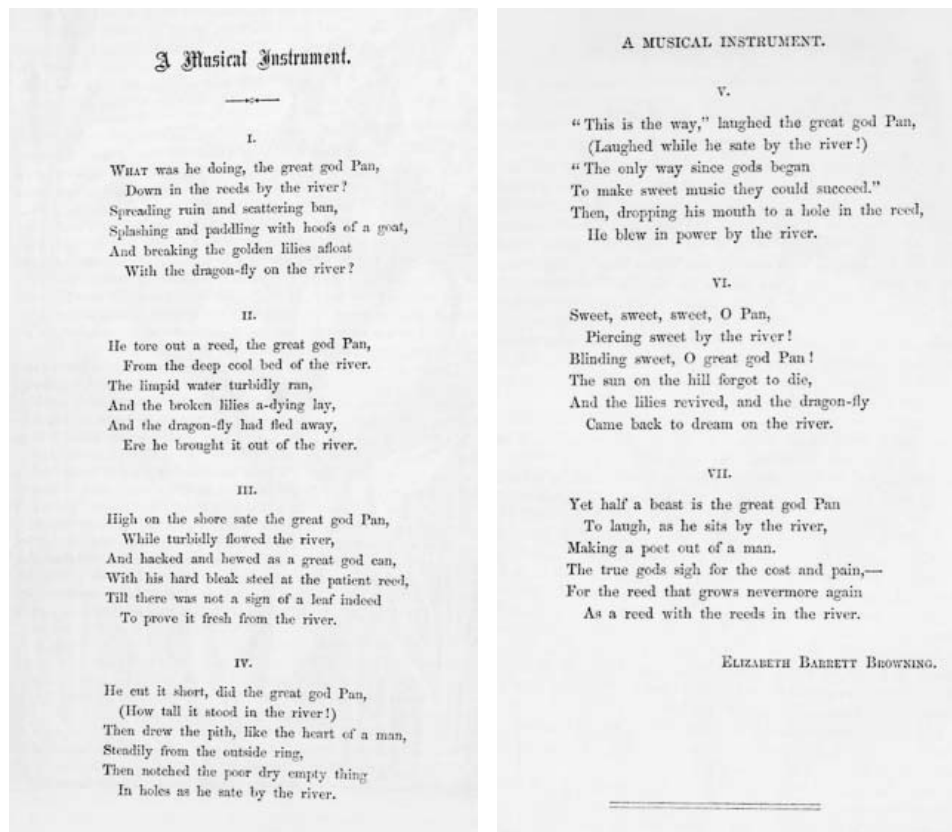 A Musical Instrument.
I.
WHAT was he doing, the great god Pan,
Down in the reeds by the river?
Spreading ruin and scattering ban,
Splashing and paddling with hoofs of a goat,
And breaking the golden lilies afloat
With the dragon-fly on the river?
II.
He tore out a reed, the great god Pan,
From the deep cool bed of the river.
The limpid water turbidly ran,
And the broken lilies a-dying lay,
And the dragon-fly had fled away,
Ere he brought it out of the river.
III.
High on the shore sate the great god Pan,
While turbidly flowed the river,
And hacked and hewed as a great god can,
With his hard bleak steel at the patient reed,
Till there was not a sign of a leaf indeed
To prove it fresh from the river.
IV.
He cut it short, did the great god Pan,
(How tall it stood in the river!)
Then drew the pith, like the heart of a man,
Steadily from the outside ring,
Then notched the poor dry empty thing
In holes as he sate by the river.
A MUSICAL INSTRUMENT.
V.
“This is the way,” laughed the great god Pan,
(Laughed while he sate by the river!)
“The only way since gods began
To make sweet music they could succeed.”
Then, dropping his mouth to a hole in the reed,
He blew in power by the river.
VI.
Sweet, sweet, sweet, O Pan,
Piercing sweet by the river!
Blinding sweet, O great god Pan!
The sun on the hill forgot to die,
And the lilies revived, and the dragon-fly
Came back to dream on the river.
VII.
Yet half a beast is the great god Pan
To laugh, as he sits by the river,
Making a poet out of a man.
The true gods sigh for the cost and pain,—
For the reed that grows nevermore again
As a reed with the reeds in the river.
ELIZABETH BARRETT BROWNING.